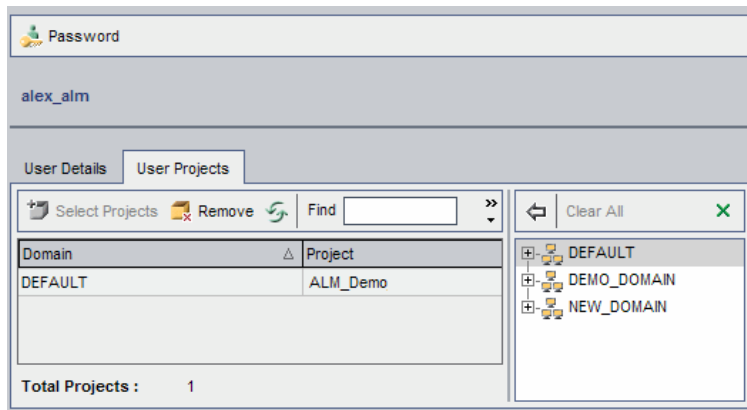 Password
alex_alm
User Details User Projects
Select Projects Remove Find Clear All
Domain Project
DEFAULT ALM_Demo
Total Projects : 1
DEFAULT
DEMO_DOMAIN
NEW_DOMAIN